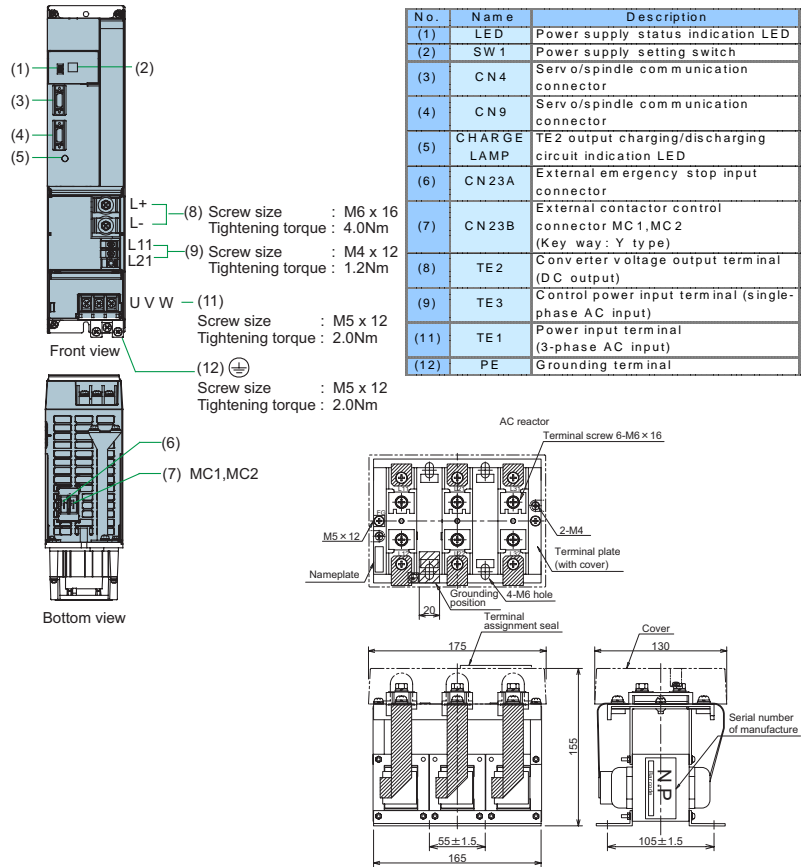 (1)
(2)
(3)
(4)
(5)
L+
L-
(8) Screw size : M6 x 16
Tightening torque : 4.0Nm
L11
L21
(9) Screw size : M4 x 12
Tightening torque : 1.2Nm
U V W
(11)
Screw size : M5 x 12
Tightening torque : 2.0Nm
Front view
(12)
Screw size : M5 x 12
Tightening torque : 2.0Nm
(6)
(7) MC1,MC2
Bottom view
No. Name Description
(1) LED Power supply status indication LED
(2) SW1 Power supply setting switch
(3) CN4 Servo/spindle communication
connector
(4) CN9 Servo/spindle communication
connector
(5) CHARGE LAMP TE2 output charging/discharging
circuit indication LED
(6) CN23A External emergency stop input
connector
(7) CN23B External contactor control
connector MC1,MC2
(Key way: Y type)
(8) TE2 Converter voltage output terminal
(DC output)
(9) TE3 Control power input terminal (single-
phase AC input)
(11) TE1 Power input terminal
(3-phase AC input)
(12) PE Grounding terminal
AC reactor
Terminal screw 6-M6×16
M5×12
2-M4
Terminal plate
(with cover)
Nameplate
Grounding
position
4-M6 hole
20
Terminal
assignment seal
175
155
55±1.5
165
Cover
130
Serial number
of manufacture
N.P
105±1.5